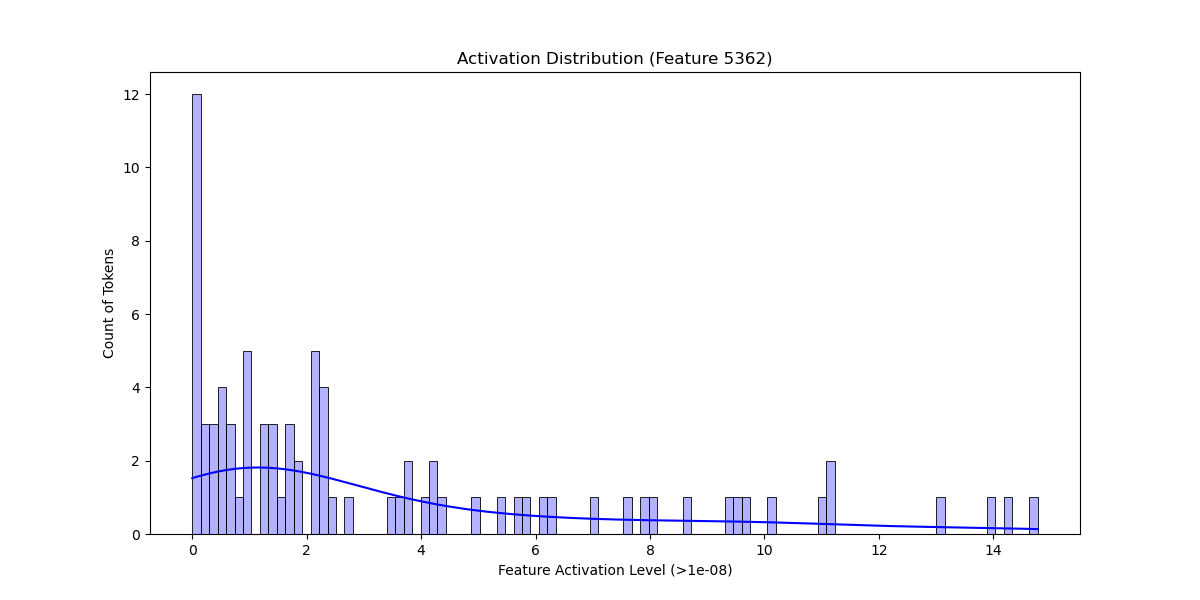 Activation Distribution (Feature 5362)
12
10
8
6
4
2
0
Count of Tokens
0 2 4 6 8 10 12 14
Feature Activation Level (>1e-08)